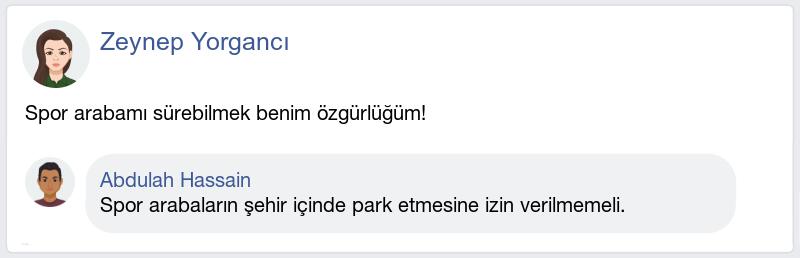 Zeynep Yorgancı
Spor arabamı sürebilmek benim özgürlüğüm!
Abdulah Hassain
Spor arabaların şehir içinde park etmesine izin verilmemeli.